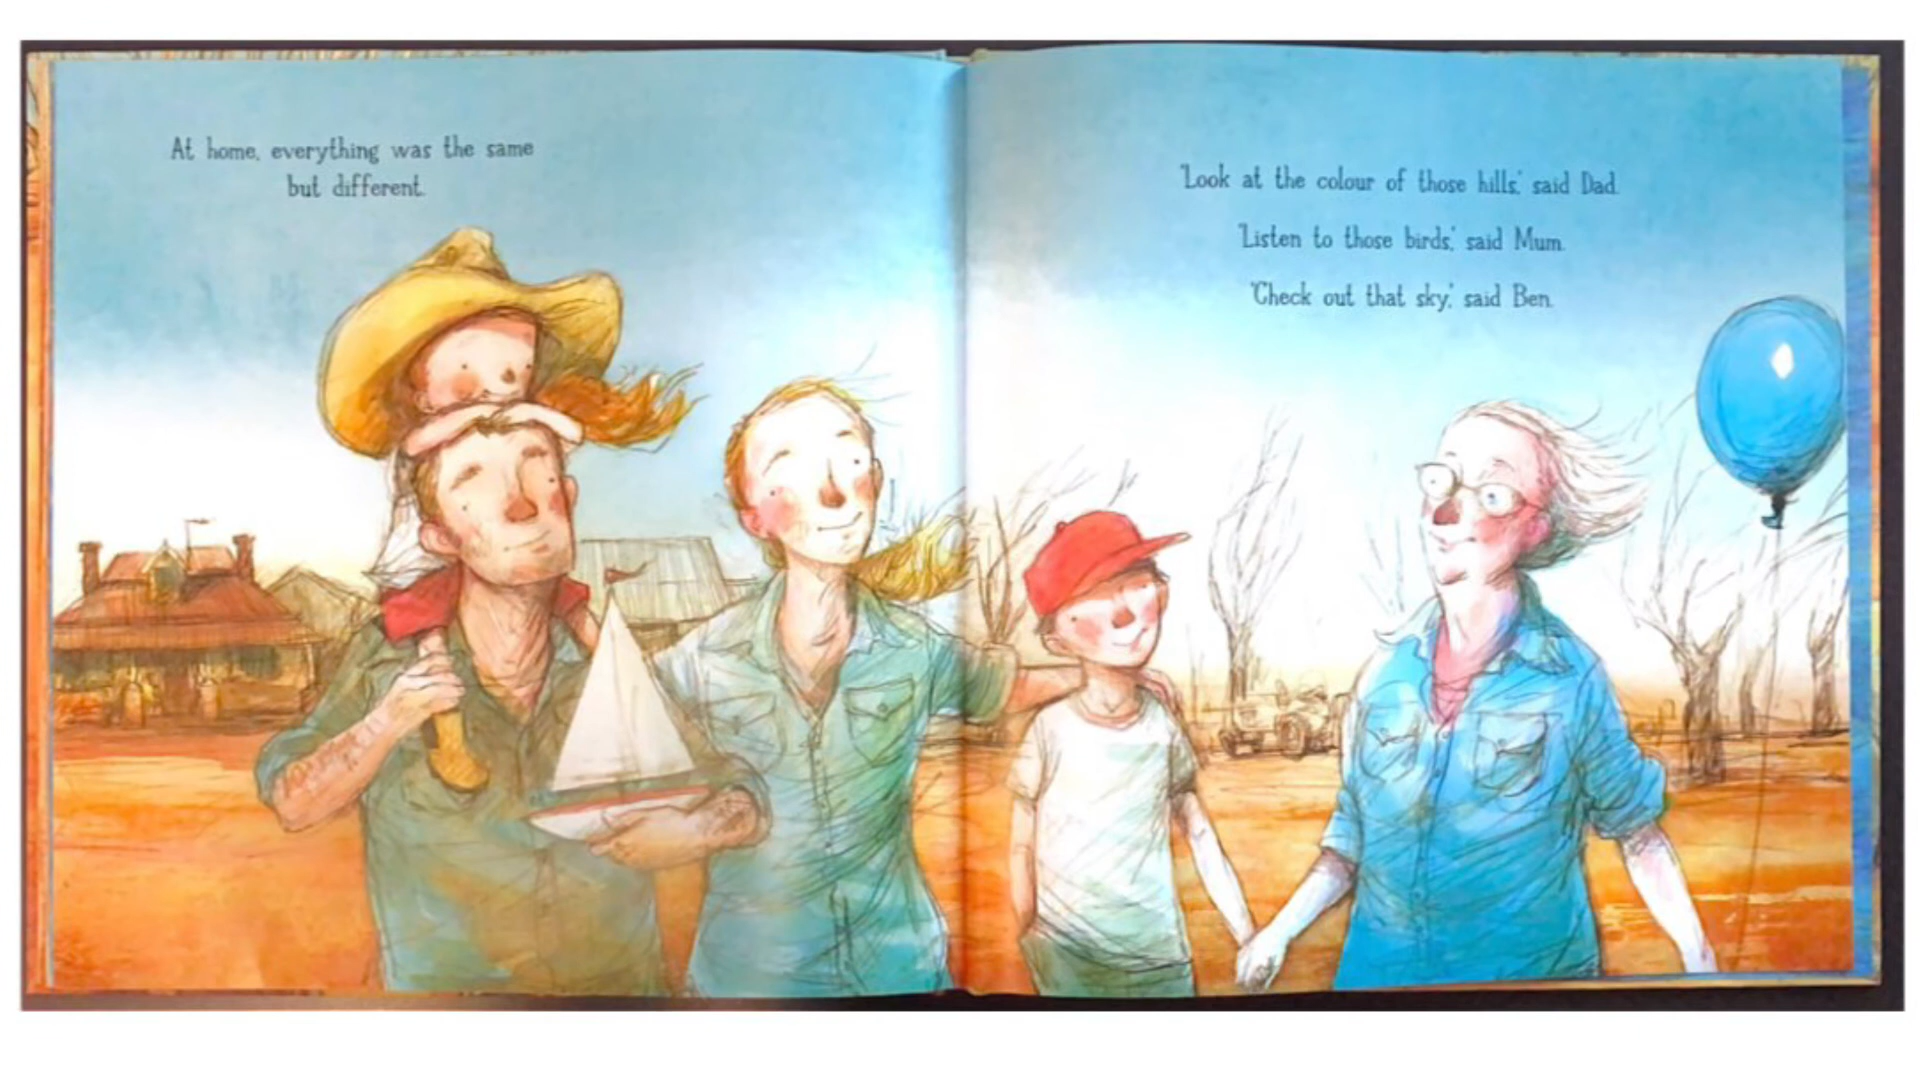 At home, everything was the same
but different.
'Look at the colour of those hills,' said Dad.
'Listen to those birds,' said Mum.
'Check out that sky,' said Ben.